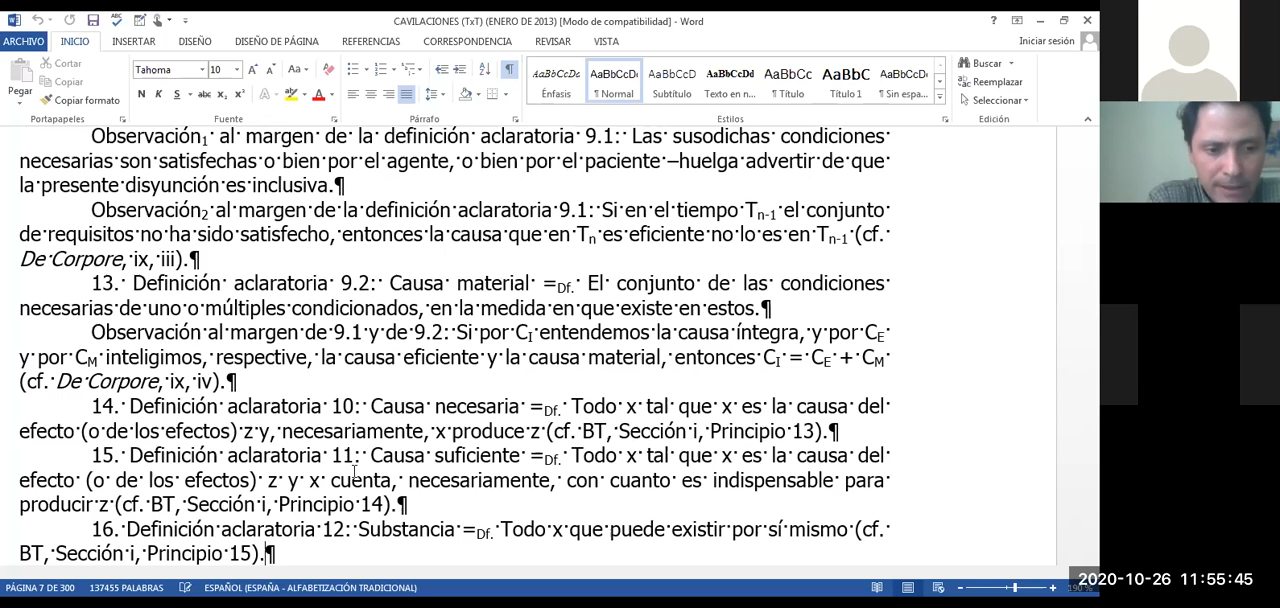 CAVILACIONES (TxT) (ENERO DE 2013) [Modo de compatibilidad] - Word
ARCHIVO INICIO INSERTAR DISEÑO DISEÑO DE PÁGINA REFERENCIAS CORRESPONDENCIA REVISAR VISTA Iniciar sesión
Pegar
Cortar
Copiar
Copiar formato
Portapapeles
Tahoma 10
N K S abc x₂ x²
Fuente
Párrafo
AaBbCcDc AaBbCcDc AaBbCcD AaBbCcDd AaBbCc AaBbC AaBbCcDc
Énfasis ¶ Normal Subtítulo Texto en n... ¶ Título Título 1 ¶ Sin espa...
Estilos
Buscar
Reemplazar
Seleccionar
Edición
Observación₁ al margen de la definición aclaratoria 9.1: Las susodichas condiciones
necesarias son satisfechas o bien por el agente, o bien por el paciente –huelga advertir de que
la presente disyunción es inclusiva.¶
Observación₂ al margen de la definición aclaratoria 9.1: Si en el tiempo Tn-1 el conjunto
de requisitos no ha sido satisfecho, entonces la causa que en Tn es eficiente no lo es en Tn-1 (cf.
De Corpore, ix, iii).¶
13. Definición aclaratoria 9.2: Causa material =Df. El conjunto de las condiciones
necesarias de uno o múltiples condicionados, en la medida en que existe en estos.¶
Observación al margen de 9.1 y de 9.2: Si por CI entendemos la causa íntegra, y por CE
y por CM inteligimos, respective, la causa eficiente y la causa material, entonces CI = CE + CM
(cf. De Corpore, ix, iv).¶
14. Definición aclaratoria 10: Causa necesaria =Df. Todo x tal que x es la causa del
efecto (o de los efectos) z y, necesariamente, x produce z (cf. BT, Sección i, Principio 13).¶
15. Definición aclaratoria 11: Causa suficiente =Df. Todo x tal que x es la causa del
efecto (o de los efectos) z y x cuenta, necesariamente, con cuanto es indispensable para
producir z (cf. BT, Sección i, Principio 14).¶
16. Definición aclaratoria 12: Substancia =Df. Todo x que puede existir por sí mismo (cf.
BT, Sección i, Principio 15).¶
PÁGINA 7 DE 300 137455 PALABRAS ESPAÑOL (ESPAÑA - ALFABETIZACIÓN TRADICIONAL) 190 %
2020-10-26 11:55:45